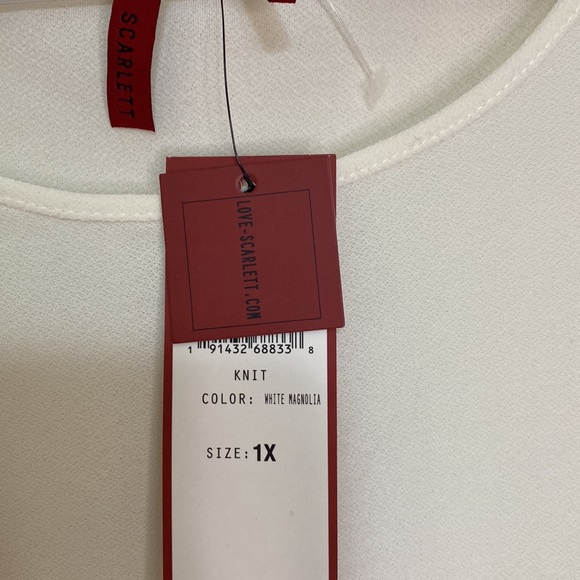 SCARLETT
LOVE-SCARLETT.COM
1 91432 68833 8
KNIT
COLOR: WHITE MAGNOLIA
SIZE: 1X